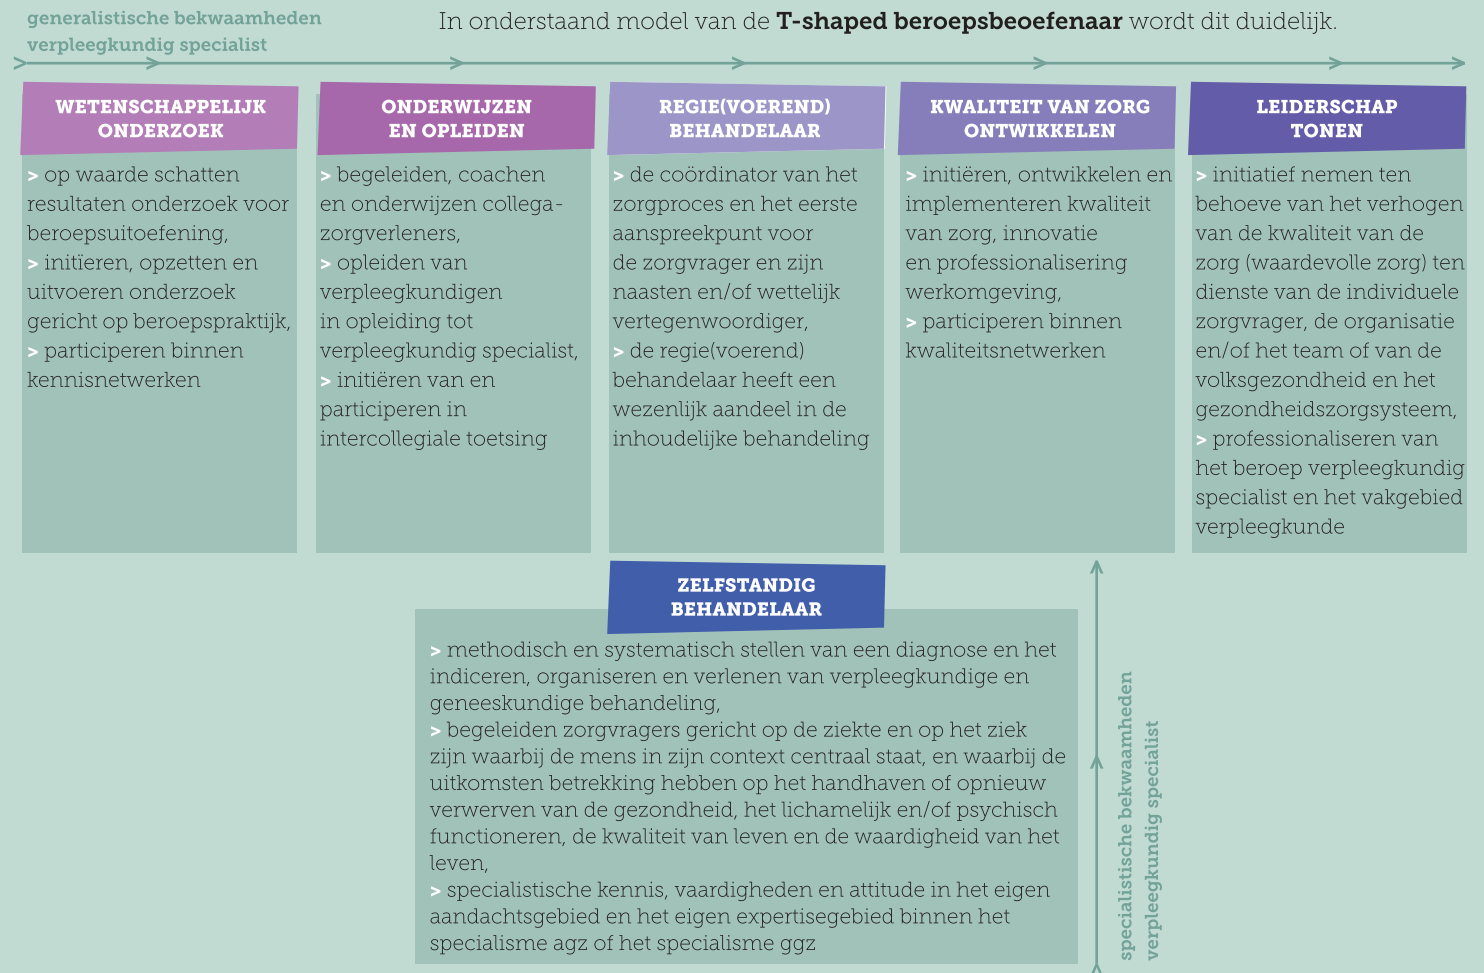 generalistische bekwaamheden
verpleegkundig specialist
In onderstaand model van de T-shaped beroepsbeoefenaar wordt dit duidelijk.
WETENSCHAPPELIJK
ONDERZOEK
> op waarde schatten
resultaten onderzoek voor
beroepsuitoefening,
> initïeren, opzetten en
uitvoeren onderzoek
gericht op beroepspraktijk,
> participeren binnen
kennisnetwerken
ONDERWIJZEN
EN OPLEIDEN
> begeleiden, coachen
en onderwijzen collega-
zorgverleners,
> opleiden van
verpleegkundigen
in opleiding tot
verpleegkundig specialist,
> initiëren van en
participeren in
intercollegiale toetsing
REGIE(VOEREND)
BEHANDELAAR
> de coördinator van het
zorgproces en het eerste
aanspreekpunt voor
de zorgvrager en zijn
naasten en/of wettelijk
vertegenwoordiger,
> de regie(voerend)
behandelaar heeft een
wezenlijk aandeel in de
inhoudelijke behandeling
KWALITEIT VAN ZORG
ONTWIKKELEN
> initiëren, ontwikkelen en
implementeren kwaliteit
van zorg, innovatie
en professionalisering
werkomgeving,
> participeren binnen
kwaliteitsnetwerken
LEIDERSCHAP
TONEN
> initiatief nemen ten
behoeve van het verhogen
van de kwaliteit van de
zorg (waardevolle zorg) ten
dienste van de individuele
zorgvrager, de organisatie
en/of het team of van de
volksgezondheid en het
gezondheidszorgsysteem,
> professionaliseren van
het beroep verpleegkundig
specialist en het vakgebied
verpleegkunde
ZELFSTANDIG
BEHANDELAAR
> methodisch en systematisch stellen van een diagnose en het
indiceren, organiseren en verlenen van verpleegkundige en
geneeskundige behandeling,
> begeleiden zorgvragers gericht op de ziekte en op het ziek
zijn waarbij de mens in zijn context centraal staat, en waarbij de
uitkomsten betrekking hebben op het handhaven of opnieuw
verwerven van de gezondheid, het lichamelijk en/of psychisch
functioneren, de kwaliteit van leven en de waardigheid van het
leven,
> specialistische kennis, vaardigheden en attitude in het eigen
aandachtsgebied en het eigen expertisegebied binnen het
specialisme agz of het specialisme ggz
specialistische bekwaamheden
verpleegkundig specialist